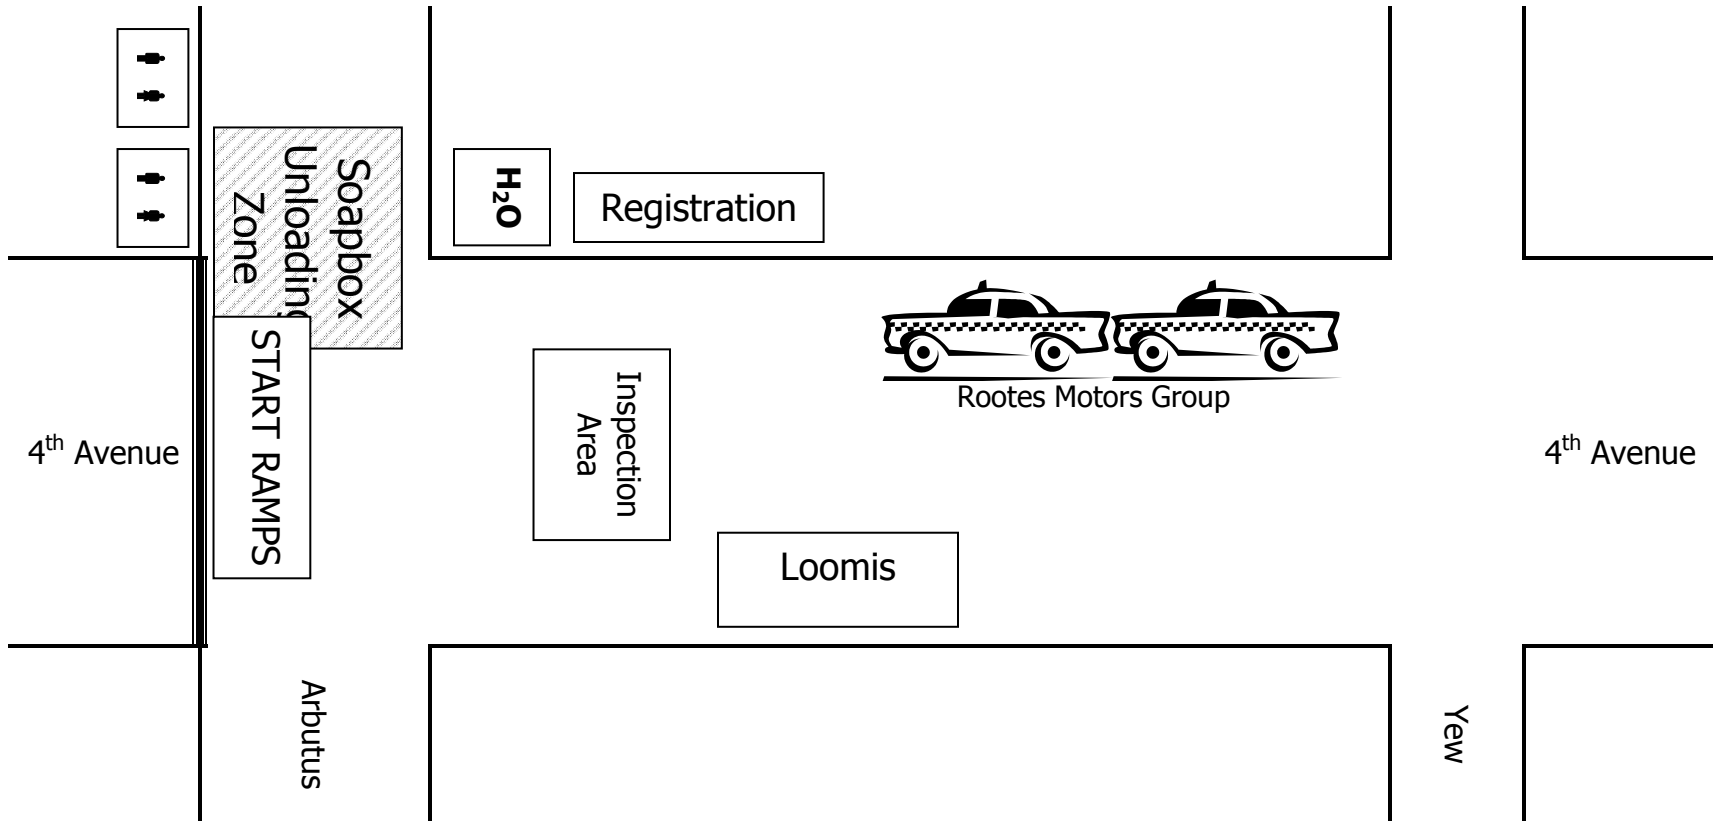 Soapbox
Unloading
Zone
H₂O
Registration
START RAMPS
Inspection
Area
Rootes Motors Group
4th Avenue
4th Avenue
Loomis
Arbutus
Yew